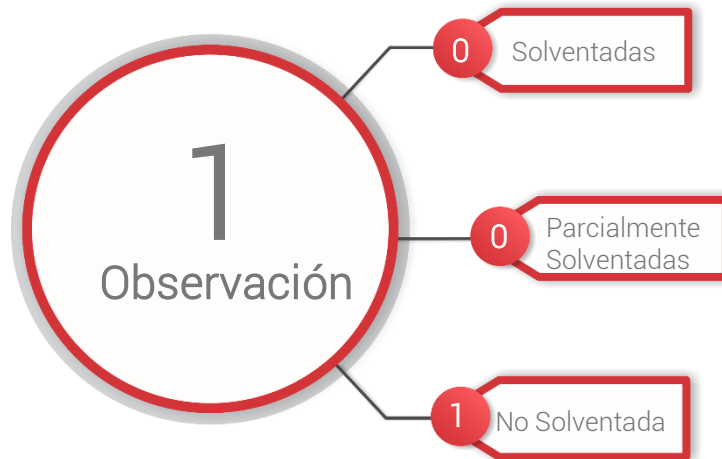 1
Observación
0
Solventadas
0
Parcialmente
Solventadas
1
No Solventada